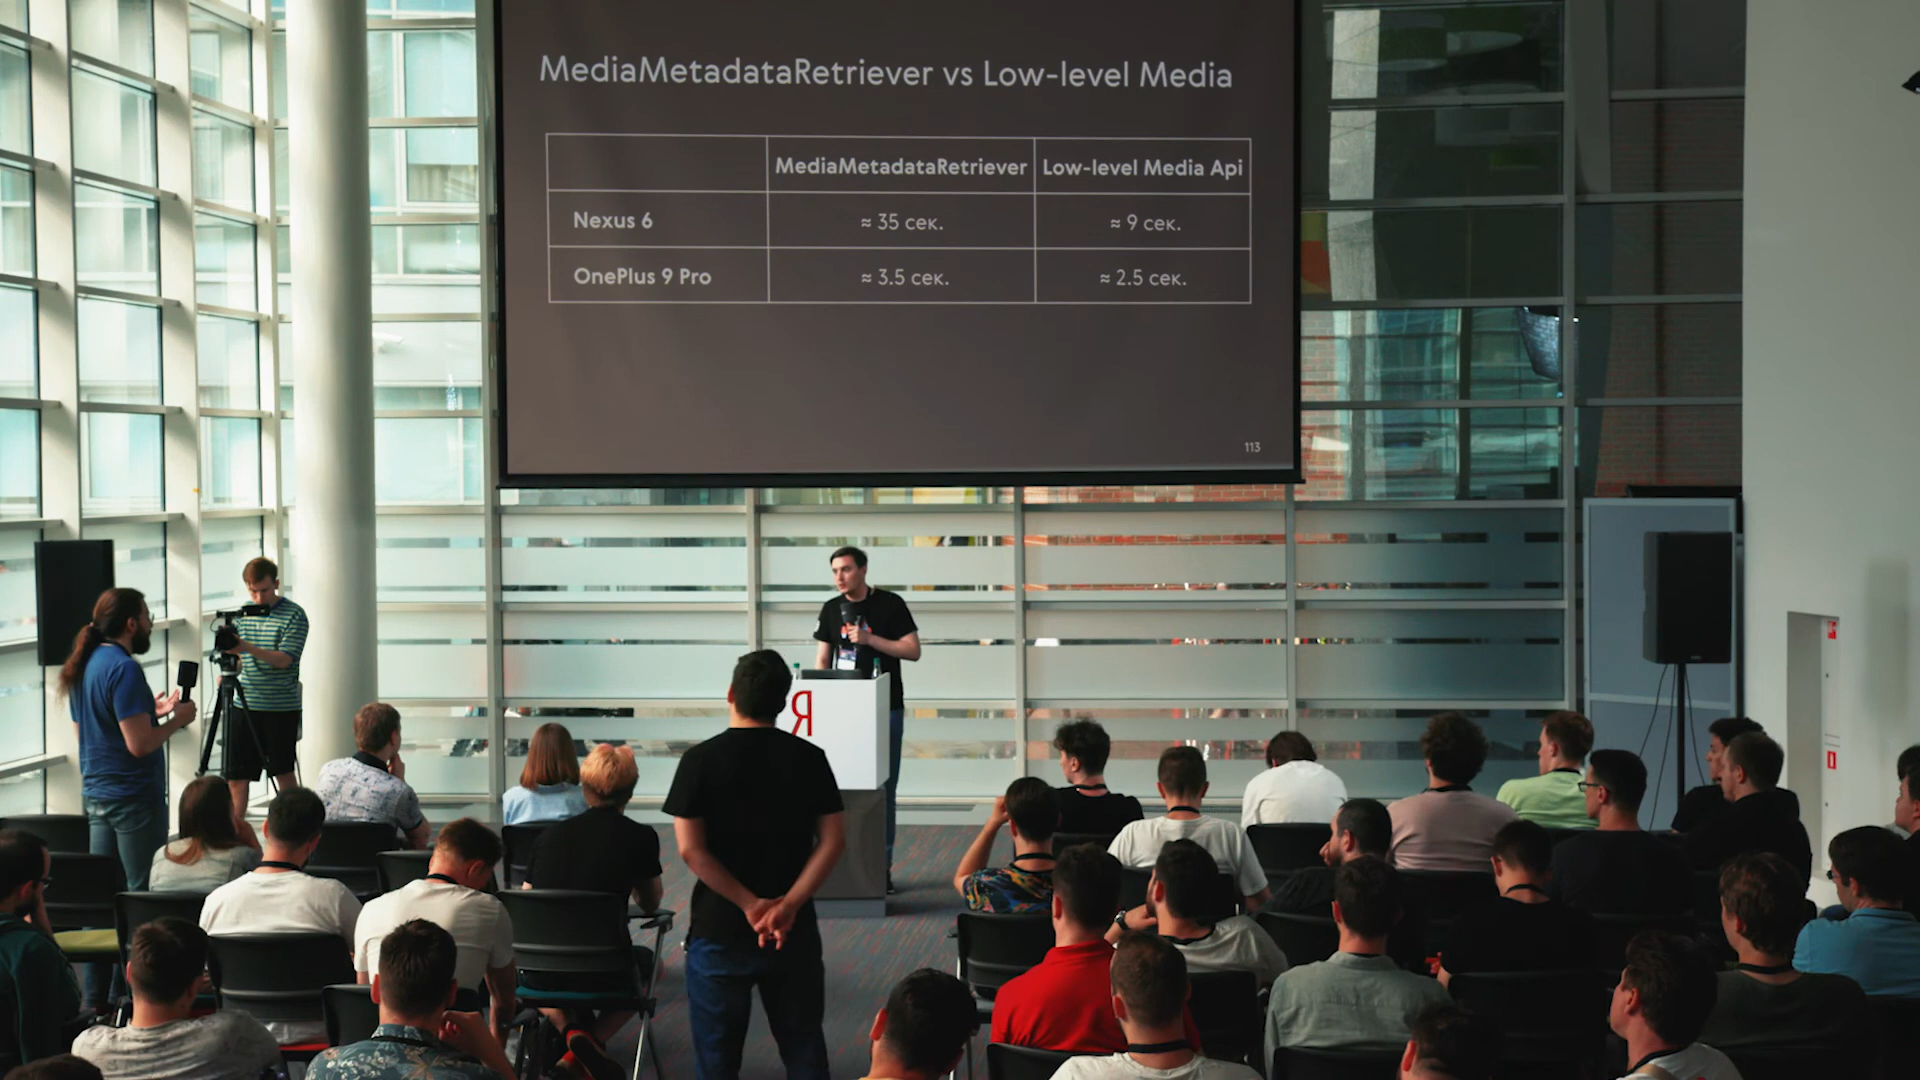 MediaMetadataRetriever vs Low-level Media
MediaMetadataRetriever Low-level Media Api
Nexus 6 ≈ 35 сек. ≈ 9 сек.
OnePlus 9 Pro ≈ 3.5 сек. ≈ 2.5 сек.
113
Я